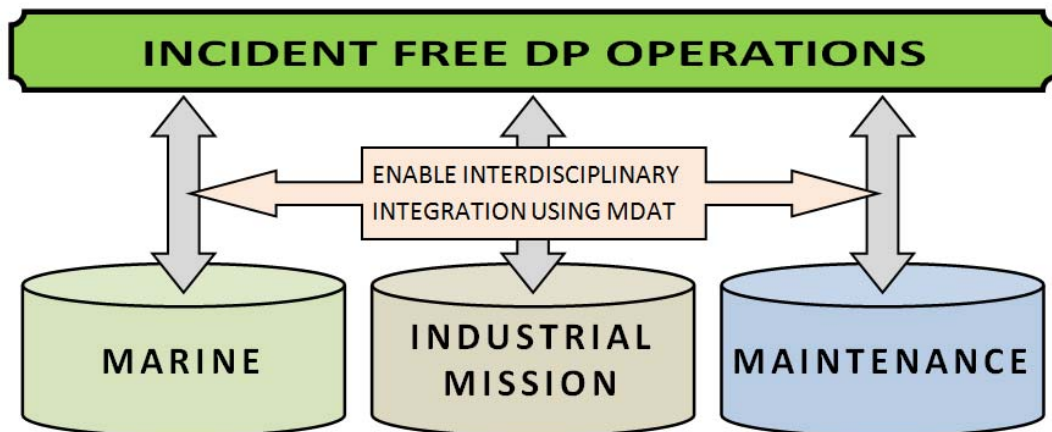 INCIDENT FREE DP OPERATIONS
ENABLE INTERDISCIPLINARY
INTEGRATION USING MDAT
MARINE
INDUSTRIAL
MISSION
MAINTENANCE